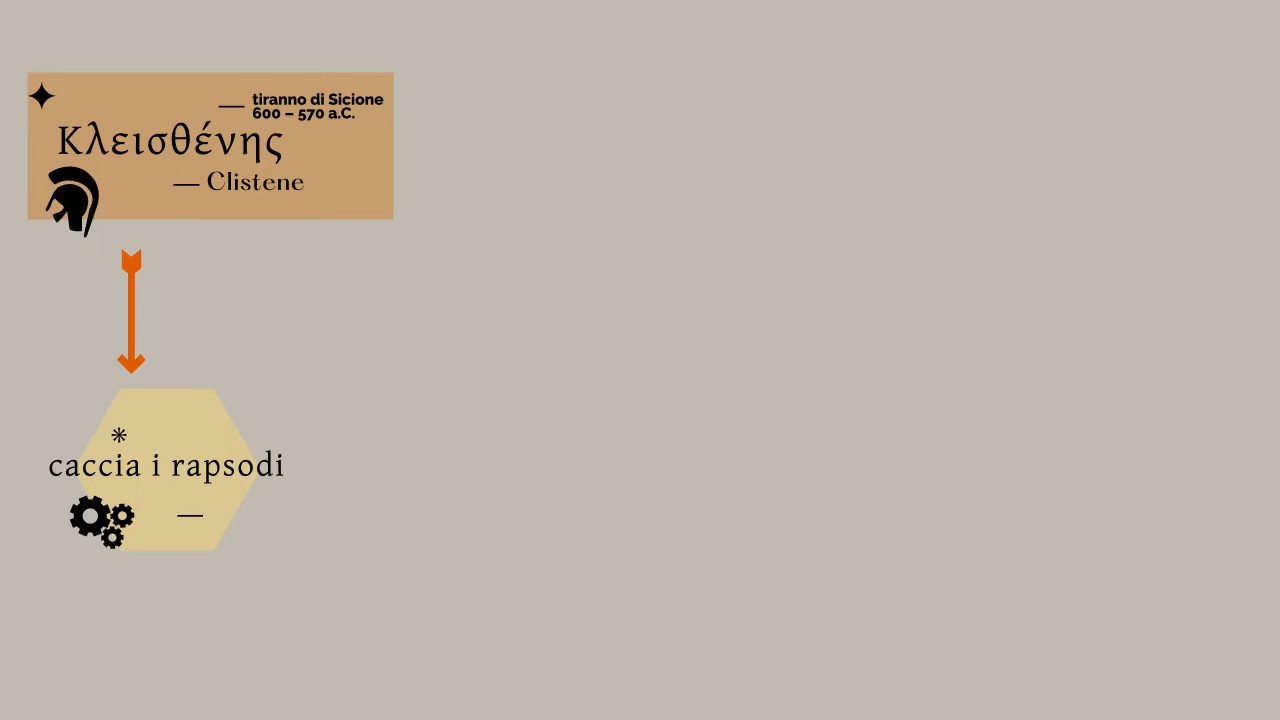 tiranno di Sicione
600 – 570 a.C.
Κλεισθένης
— Clistene
caccia i rapsodi
—